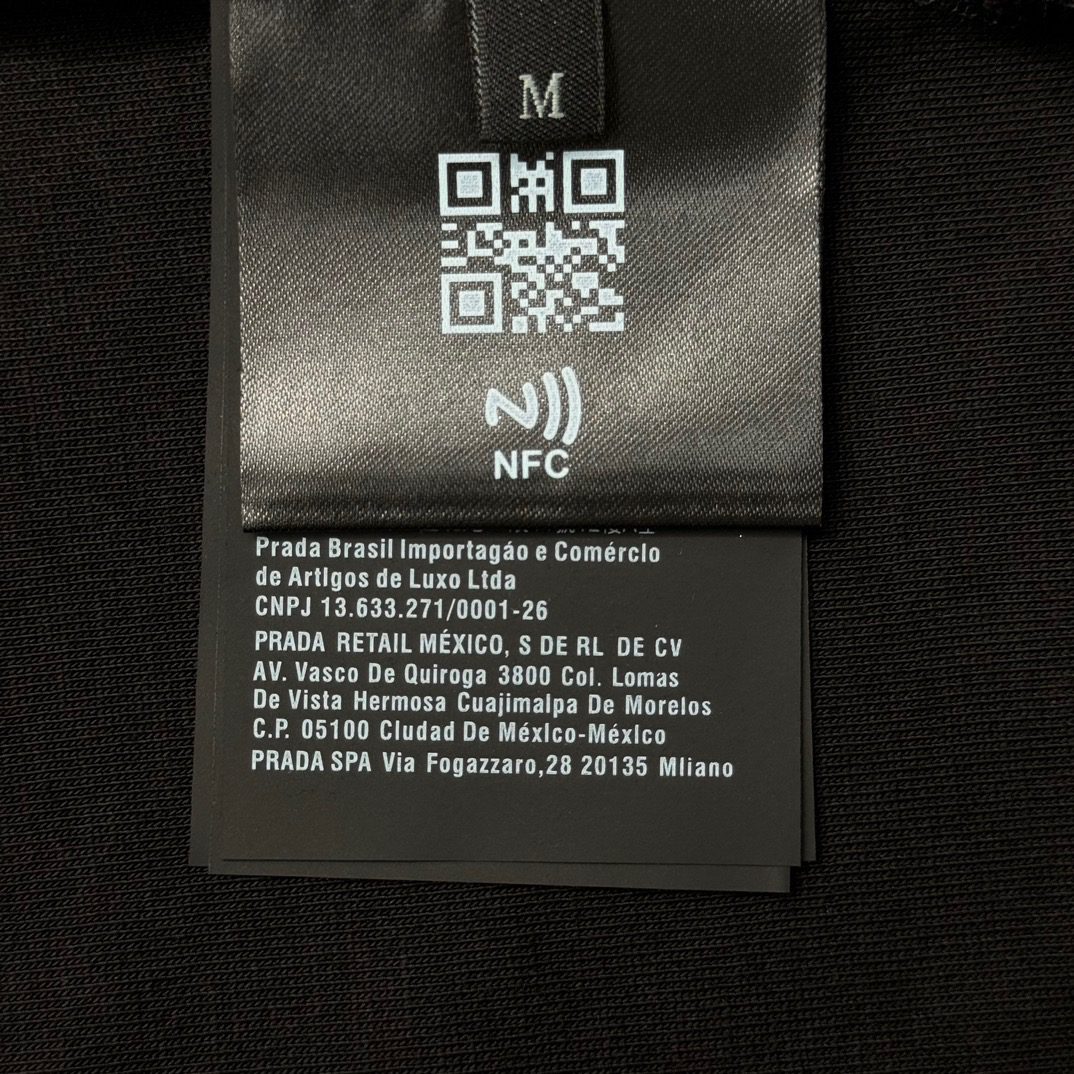 M
NFC
Prada Brasil Importagáo e Comérclo
de Artlgos de Luxo Ltda
CNPJ 13.633.271/0001-26
PRADA RETAIL MÉXICO, S DE RL DE CV
AV. Vasco De Quiroga 3800 Col. Lomas
De Vista Hermosa Cuajimalpa De Morelos
C.P. 05100 Cludad De Méxlco-Méxlco
PRADA SPA Via Fogazzaro,28 20135 Mliano